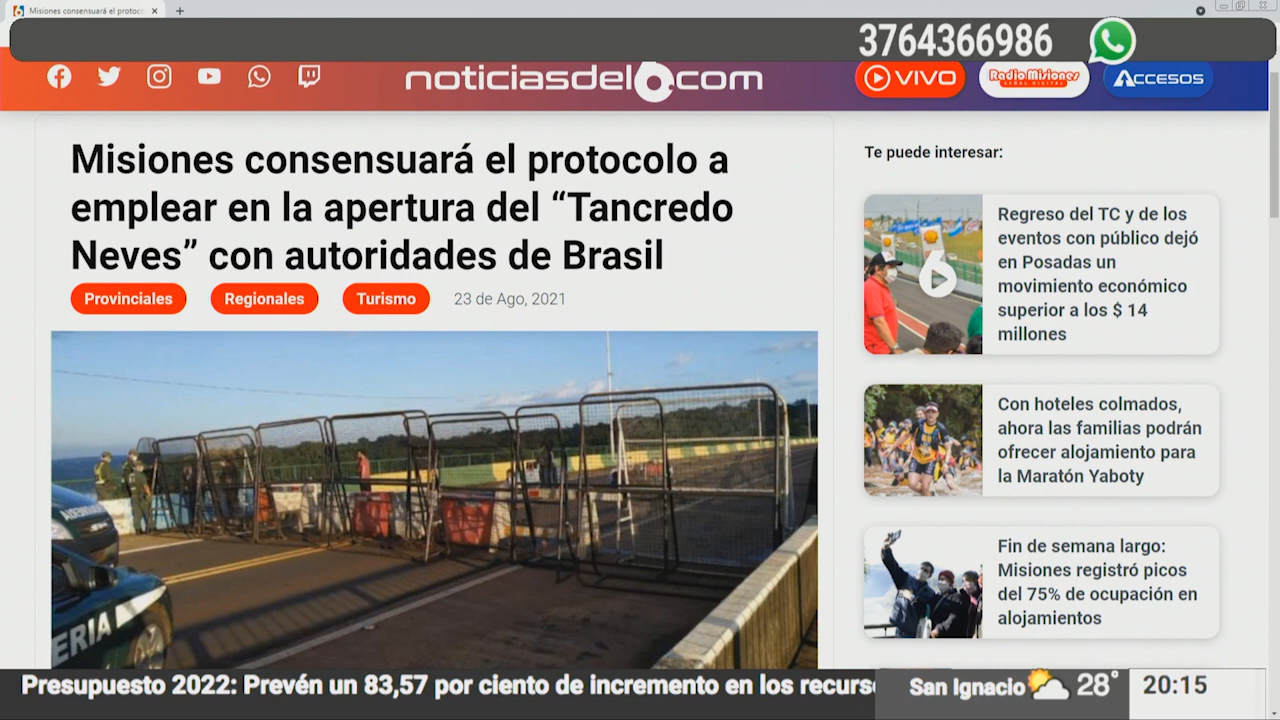 Misiones consensuará el protoco
3764366986
noticiasdel6.com
VIVO
Radio Misiones
CANAL DIGITAL
ACCESOS
Misiones consensuará el protocolo a
emplear en la apertura del “Tancredo
Neves” con autoridades de Brasil
Provinciales
Regionales
Turismo
23 de Ago, 2021
Te puede interesar:
Regreso del TC y de los
eventos con público dejó
en Posadas un
movimiento económico
superior a los $ 14
millones
Con hoteles colmados,
ahora las familias podrán
ofrecer alojamiento para
la Maratón Yaboty
Fin de semana largo:
Misiones registró picos
del 75% de ocupación en
alojamientos
ERIA
Presupuesto 2022: Prevén un 83,57 por ciento de incremento en los recurs
San Ignacio 28°
20:15